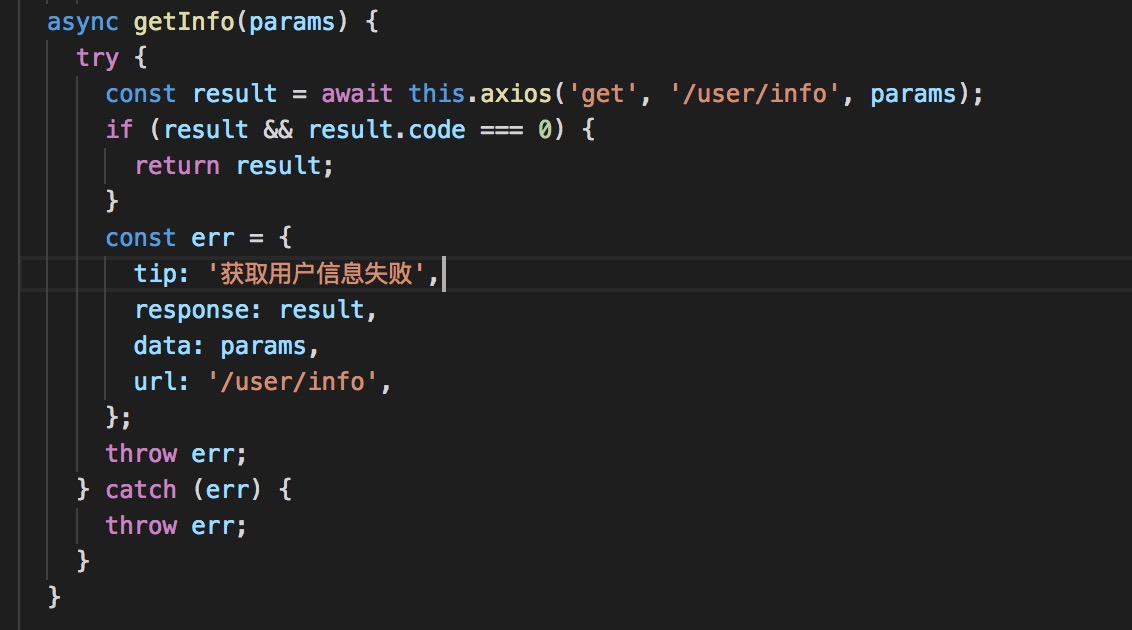 async getInfo(params) {
try {
const result = await this.axios('get', '/user/info', params);
if (result && result.code === 0) {
return result;
}
const err = {
tip: '获取用户信息失败',
response: result,
data: params,
url: '/user/info',
};
throw err;
} catch (err) {
throw err;
}
}